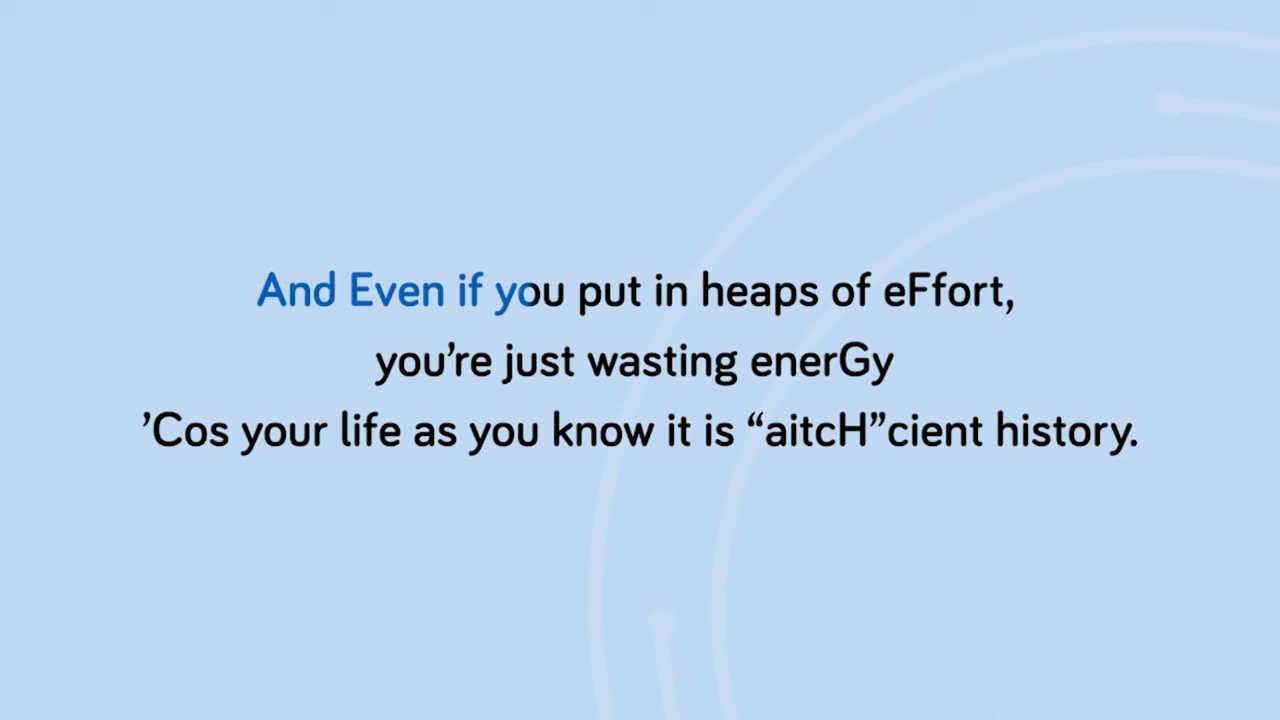 And Even if you put in heaps of eFfort,
you’re just wasting enerGy
’Cos your life as you know it is “aitcH”cient history.